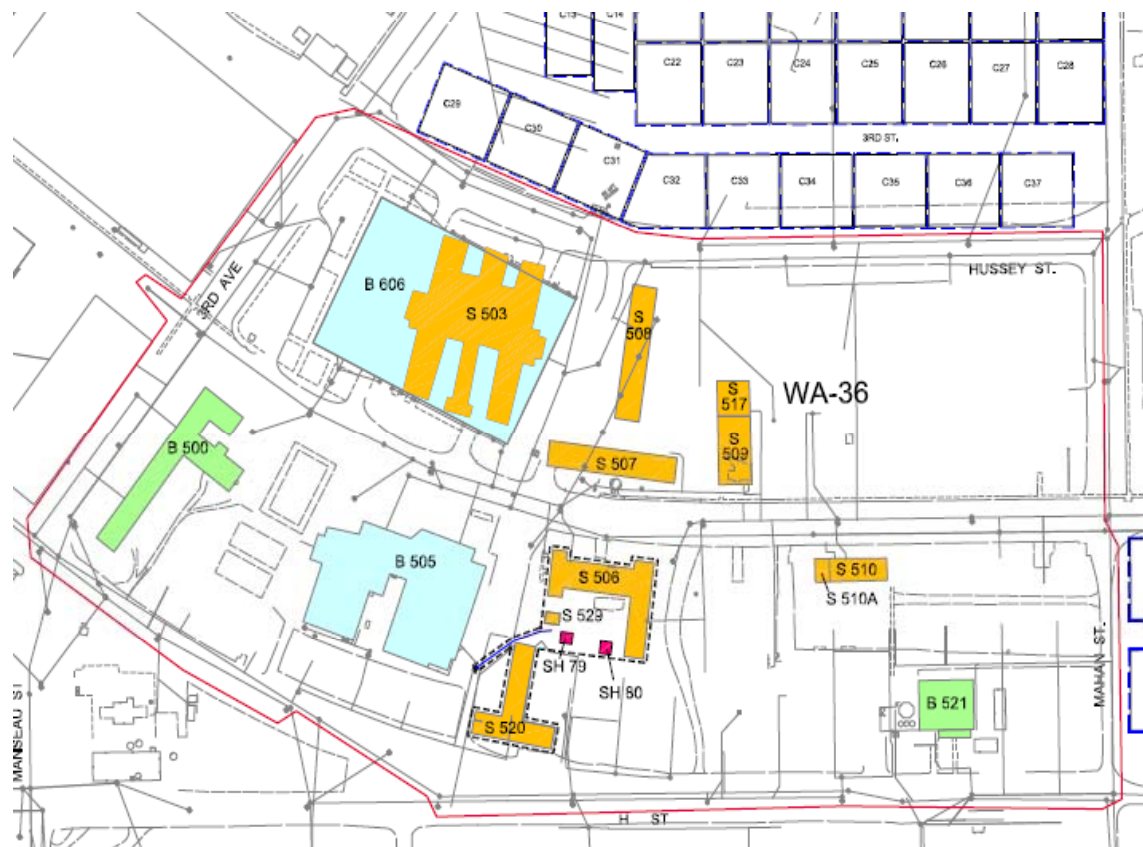 C13
C14
C22
C23
C24
C25
C26
C27
C28
C29
C30
C31
3RD ST.
C32
C33
C34
C35
C36
C37
HUSSEY ST.
3RD AVE
B 606
S 503
S
508
S
517
WA-36
S
509
B 500
S 507
B 505
S 506
S 510
S 510A
S 529
SH 79
SH 80
MAHAN ST.
B 521
S 520
MANSEAU ST
H ST